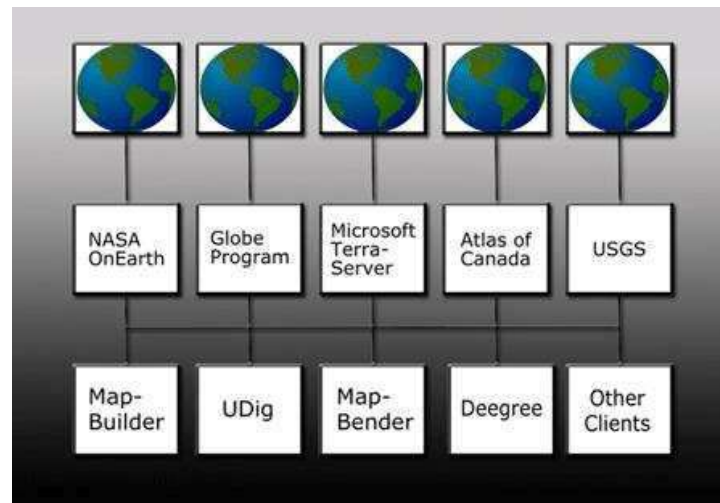 NASA
OnEarth
Globe
Program
Microsoft
Terra-
Server
Atlas of
Canada
USGS
Map-
Builder
UDig
Map-
Bender
Deegree
Other
Clients